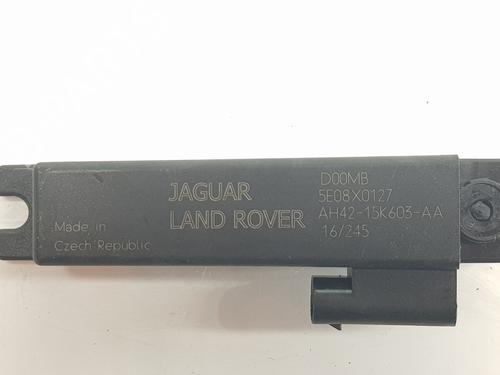 JAGUAR
LAND ROVER
Made in
Czech Republic
D00MB
5E08X0127
AH42-15K603-AA
16/245